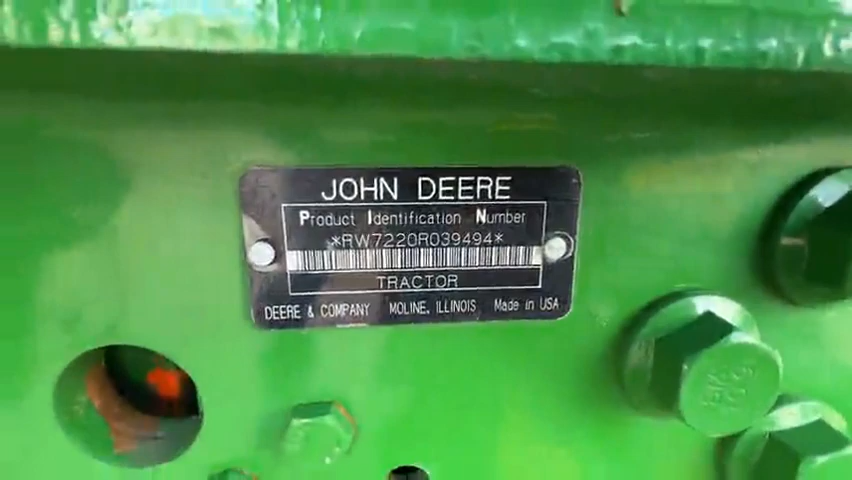 JOHN DEERE
Product Identification Number
*RW7220R039494*
TRACTOR
DEERE & COMPANY MOLINE, ILLINOIS Made in USA